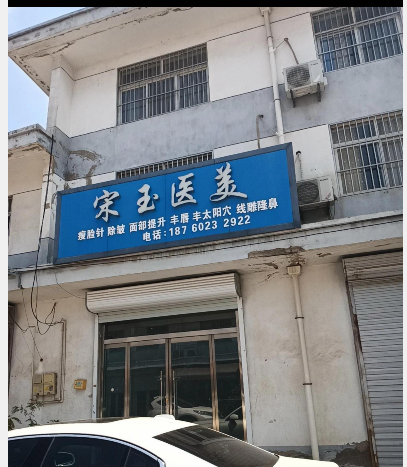 宋玉医美
瘦脸针 除皱 面部提升 丰唇 丰太阳穴 线雕隆鼻
电话:187 6023 2922